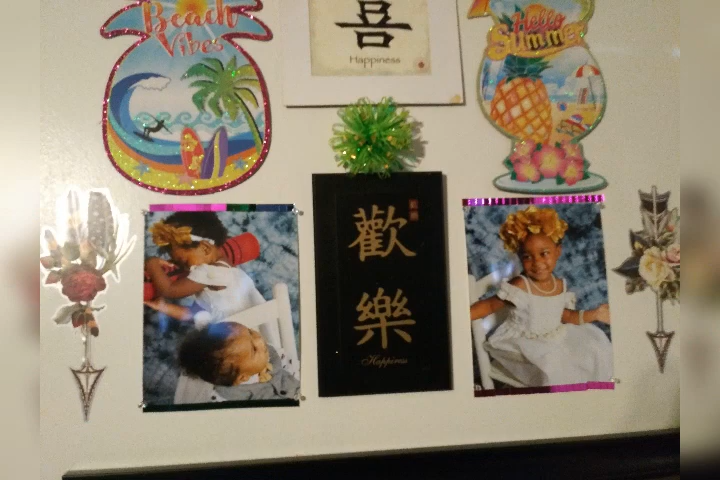 Beach
Vibes
喜
Happiness
Hello
Summer
歡
樂
Happiness